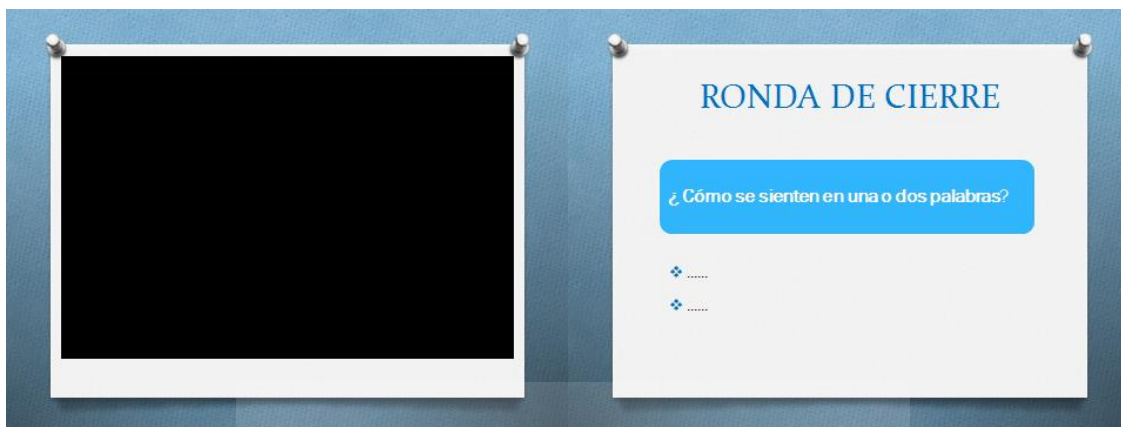 RONDA DE CIERRE
¿ Cómo se sienten en una o dos palabras?
❖ ......
❖ ......